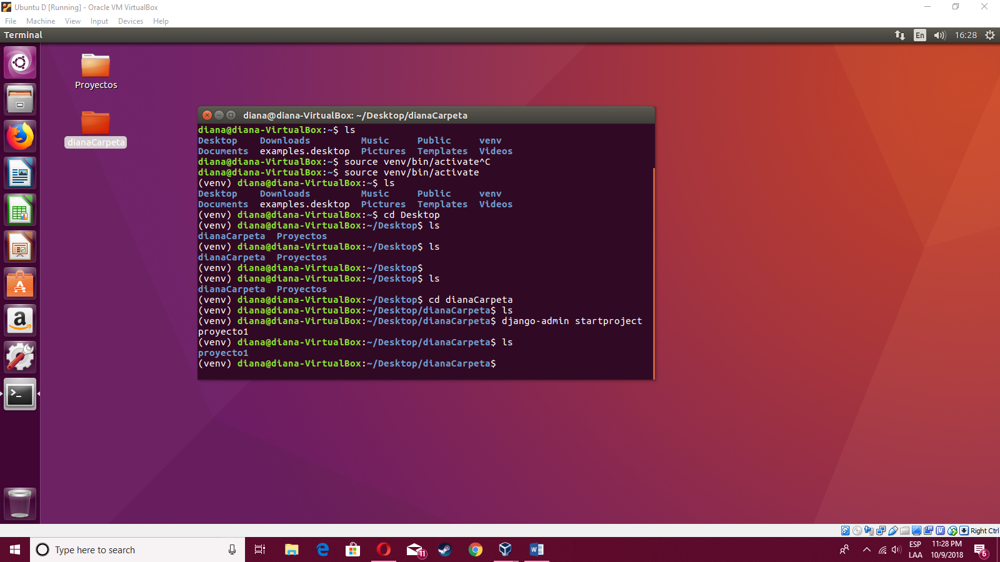 Ubuntu D [Running] - Oracle VM VirtualBox
File Machine View Input Devices Help
Terminal
En
16:28
Proyectos
dianaCarpeta
diana@diana-VirtualBox: ~/Desktop/dianaCarpeta
diana@diana-VirtualBox:~$ ls
Desktop Downloads Music Public venv
Documents examples.desktop Pictures Templates Videos
diana@diana-VirtualBox:~$ source venv/bin/activate^C
diana@diana-VirtualBox:~$ source venv/bin/activate
(venv) diana@diana-VirtualBox:~$ ls
Desktop Downloads Music Public venv
Documents examples.desktop Pictures Templates Videos
(venv) diana@diana-VirtualBox:~$ cd Desktop
(venv) diana@diana-VirtualBox:~/Desktop$ ls
dianaCarpeta Proyectos
(venv) diana@diana-VirtualBox:~/Desktop$ ls
dianaCarpeta Proyectos
(venv) diana@diana-VirtualBox:~/Desktop$
(venv) diana@diana-VirtualBox:~/Desktop$ ls
dianaCarpeta Proyectos
(venv) diana@diana-VirtualBox:~/Desktop$ cd dianaCarpeta
(venv) diana@diana-VirtualBox:~/Desktop/dianaCarpeta$ ls
(venv) diana@diana-VirtualBox:~/Desktop/dianaCarpeta$ django-admin startproject
proyecto1
(venv) diana@diana-VirtualBox:~/Desktop/dianaCarpeta$ ls
proyecto1
(venv) diana@diana-VirtualBox:~/Desktop/dianaCarpeta$
Right Ctrl
Type here to search
11
ESP
LAA
11:28 PM
10/9/2018
6